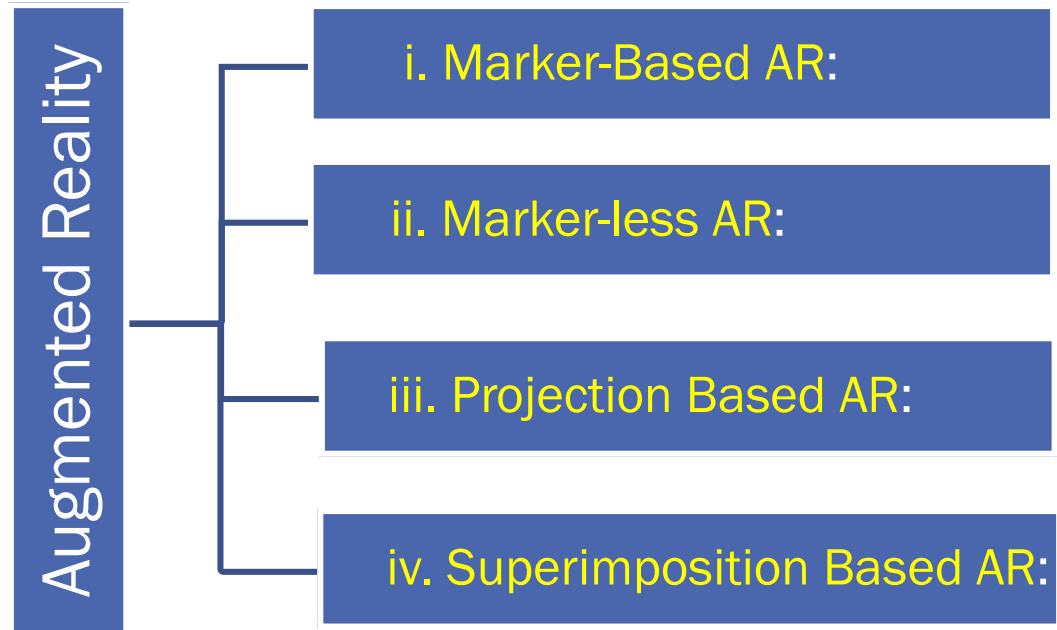 Augmented Reality
i. Marker-Based AR:
ii. Marker-less AR:
iii. Projection Based AR:
iv. Superimposition Based AR: